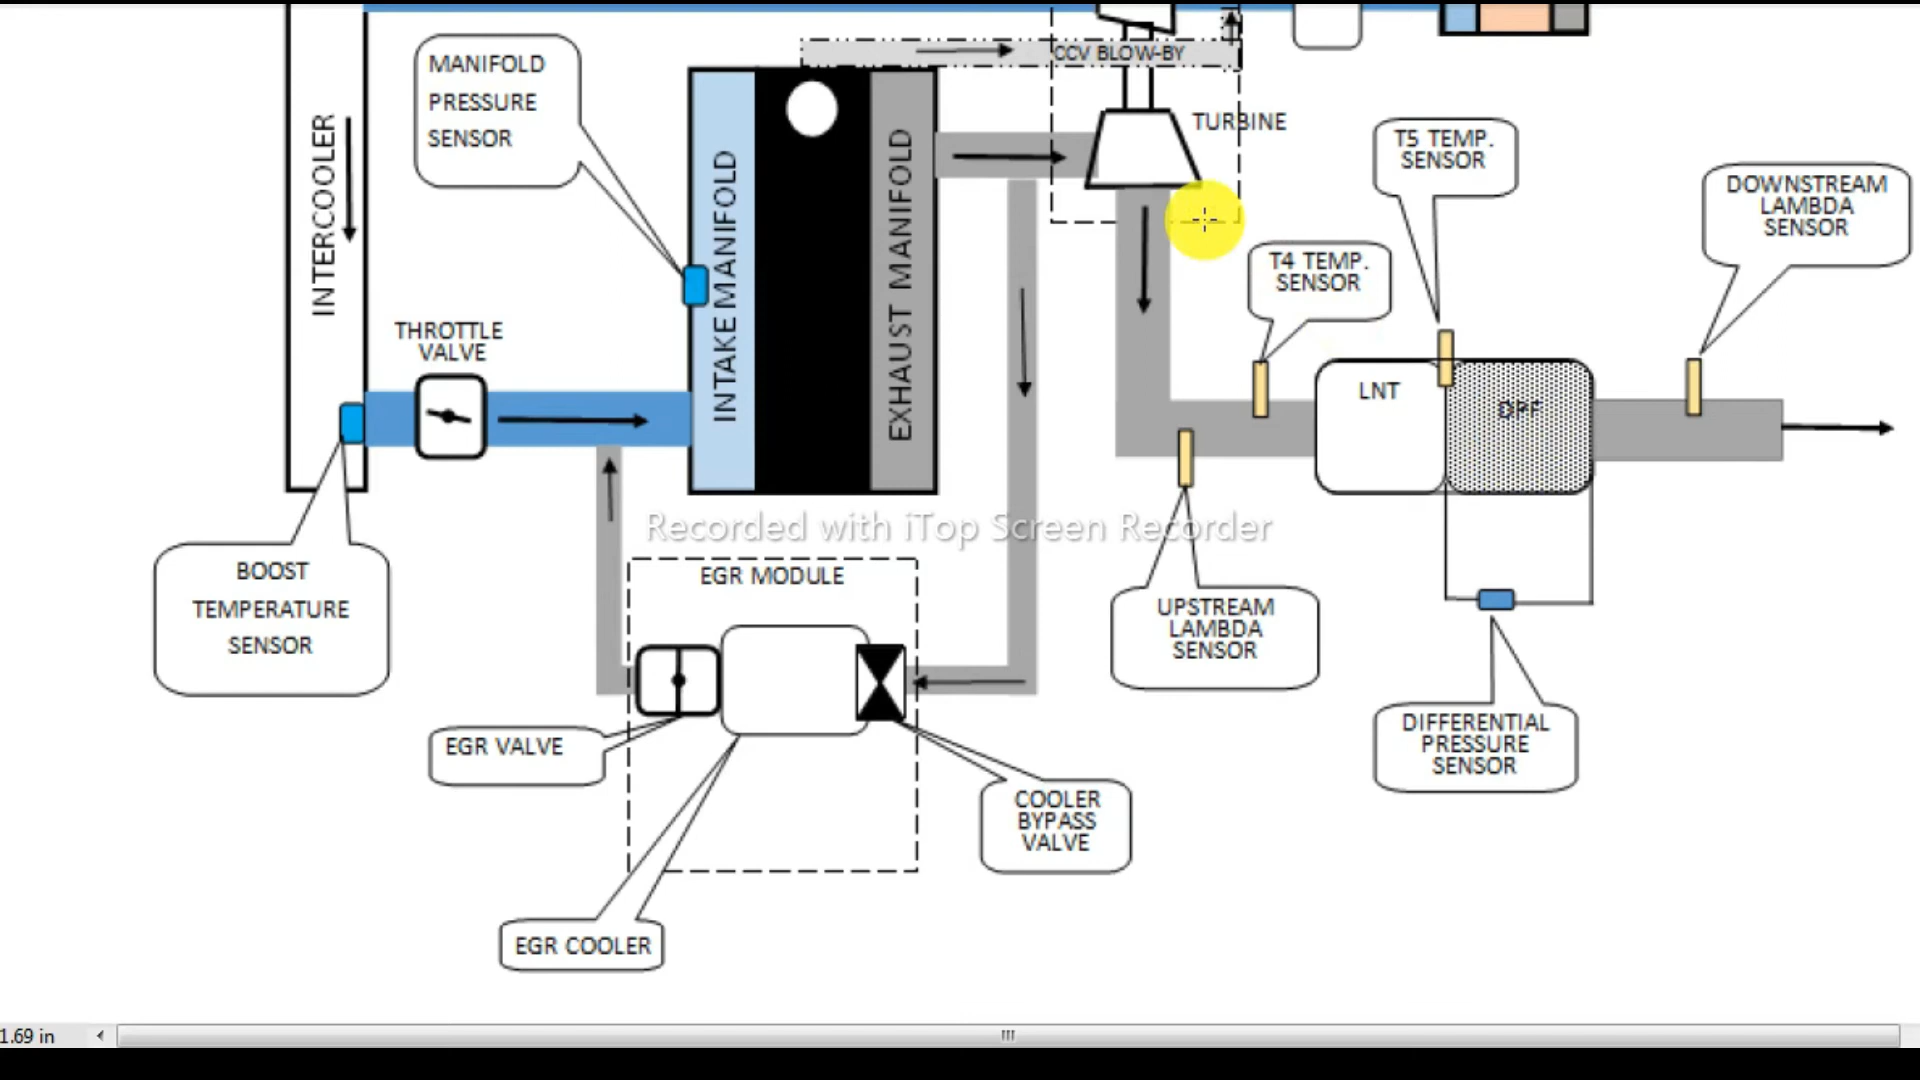 MANIFOLD
PRESSURE
SENSOR
CCV BLOW-BY
TURBINE
T5 TEMP.
SENSOR
DOWNSTREAM
LAMBDA
SENSOR
INTERCOOLER
INTAKE MANIFOLD
EXHAUST MANIFOLD
T4 TEMP.
SENSOR
THROTTLE
VALVE
LNT
DPF
Recorded with iTop Screen Recorder
BOOST
TEMPERATURE
SENSOR
EGR MODULE
UPSTREAM
LAMBDA
SENSOR
EGR VALVE
DIFFERENTIAL
PRESSURE
SENSOR
COOLER
BYPASS
VALVE
EGR COOLER
1.69 in